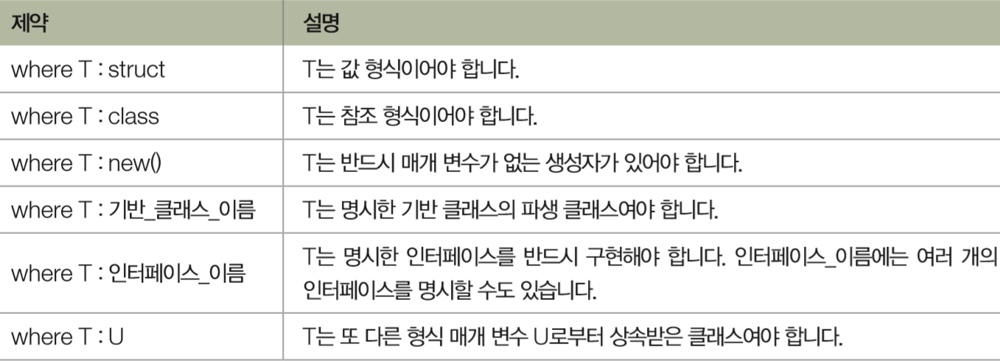 제약 설명
where T : struct T는 값 형식이어야 합니다.
where T : class T는 참조 형식이어야 합니다.
where T : new() T는 반드시 매개 변수가 없는 생성자가 있어야 합니다.
where T : 기반_클래스_이름 T는 명시한 기반 클래스의 파생 클래스여야 합니다.
where T : 인터페이스_이름 T는 명시한 인터페이스를 반드시 구현해야 합니다. 인터페이스_이름에는 여러 개의
인터페이스를 명시할 수도 있습니다.
where T : U T는 또 다른 형식 매개 변수 U로부터 상속받은 클래스여야 합니다.